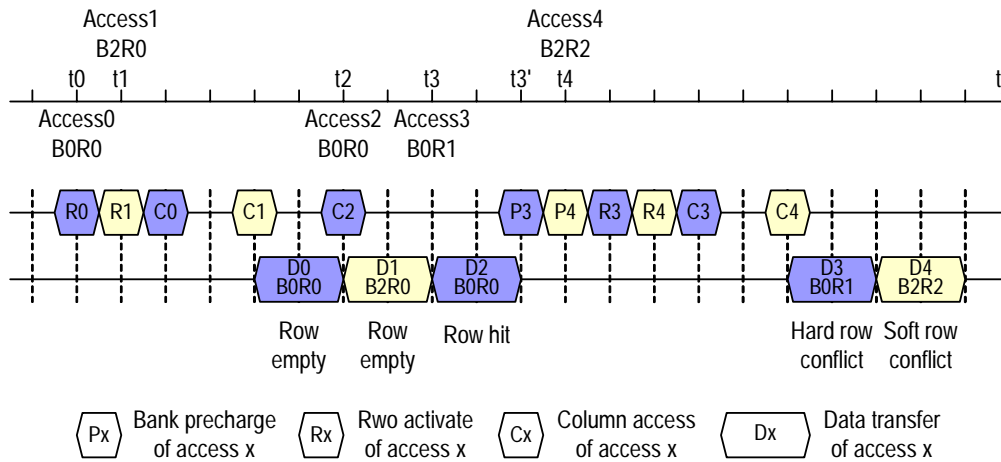 Access1
B2R0
Access4
B2R2
t0 t1 t2 t3 t3' t4 t
Access0
B0R0
Access2
B0R0
Access3
B0R1
R0 R1 C0 C1 C2 P3 P4 R3 R4 C3 C4
D0
B0R0
D1
B2R0
D2
B0R0
D3
B0R1
D4
B2R2
Row
empty
Row
empty
Row hit
Hard row
conflict
Soft row
conflict
Px
Bank precharge
of access x
Rx
Rwo activate
of access x
Cx
Column access
of access x
Dx
Data transfer
of access x